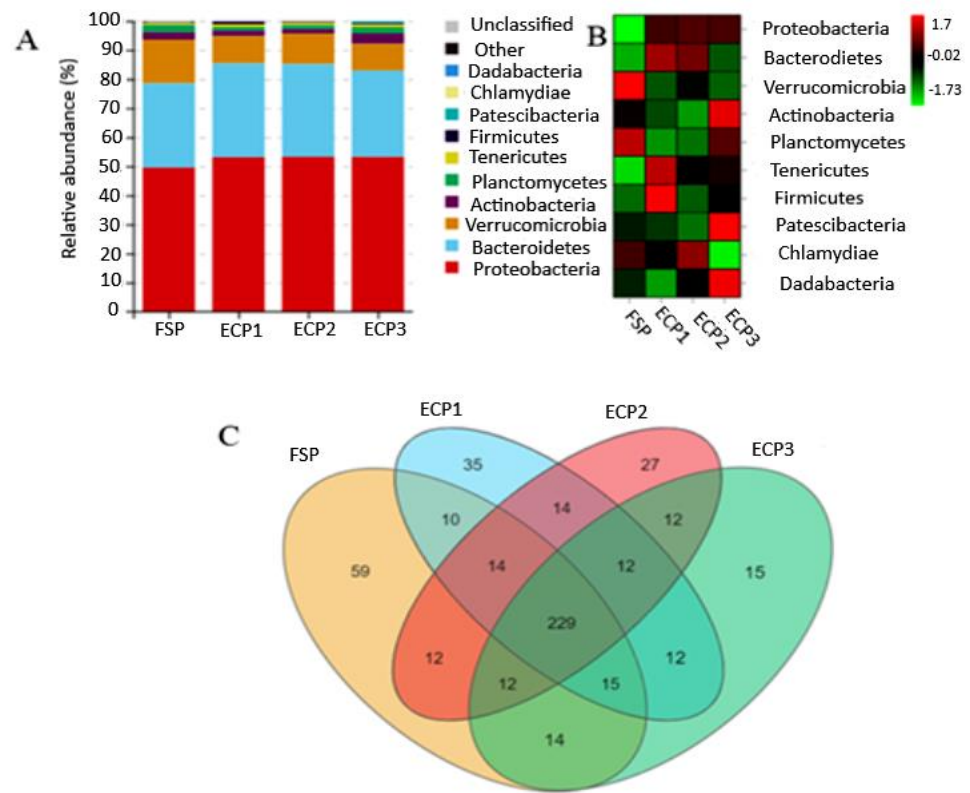 A
Relative abundance (%)
100
90
80
70
60
50
40
30
20
10
0
FSP ECP1 ECP2 ECP3
Unclassified
Other
Dadabacteria
Chlamydiae
Patescibacteria
Firmicutes
Tenericutes
Planctomycetes
Actinobacteria
Verrucomicrobia
Bacteroidetes
Proteobacteria
B
Proteobacteria
Bacterodietes
Verrucomicrobia
Actinobacteria
Planctomycetes
Tenericutes
Firmicutes
Patescibacteria
Chlamydiae
Dadabacteria
FSP ECP1 ECP2 ECP3
1.7
-0.02
-1.73
C
FSP
ECP1
ECP2
ECP3
35
27
10
14
12
59
14
12
15
229
12
12
12
15
14